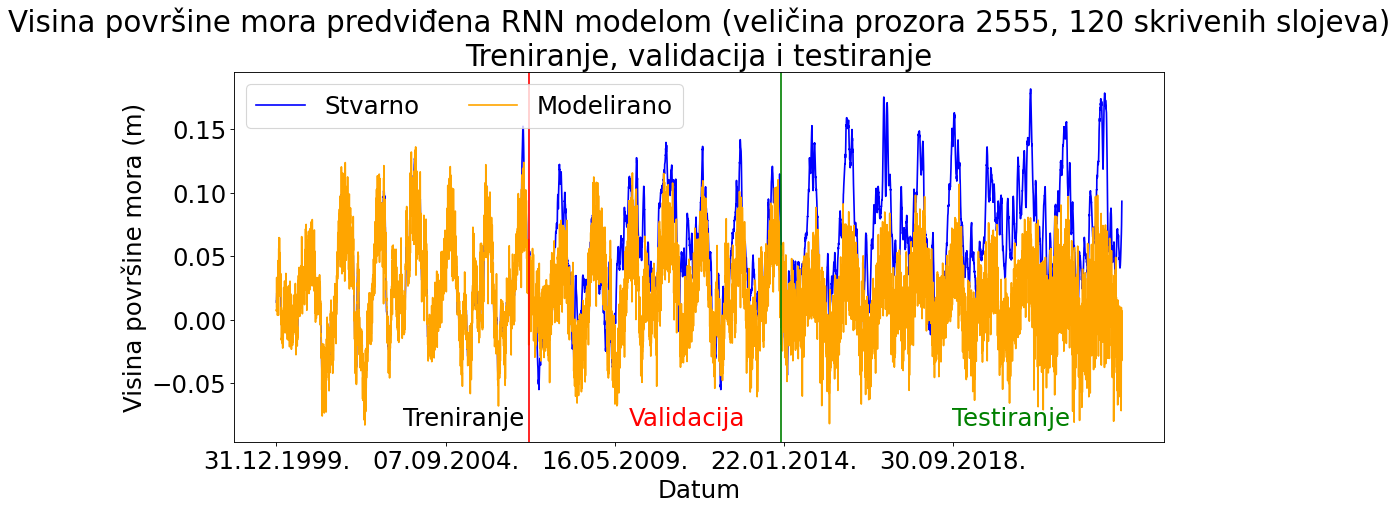 Visina površine mora predviđena RNN modelom (veličina prozora 2555, 120 skrivenih slojeva)
Treniranje, validacija i testiranje
Stvarno
Modelirano
Visina površine mora (m)
0.15
0.10
0.05
0.00
−0.05
Treniranje
Validacija
Testiranje
31.12.1999.
07.09.2004.
16.05.2009.
22.01.2014.
30.09.2018.
Datum